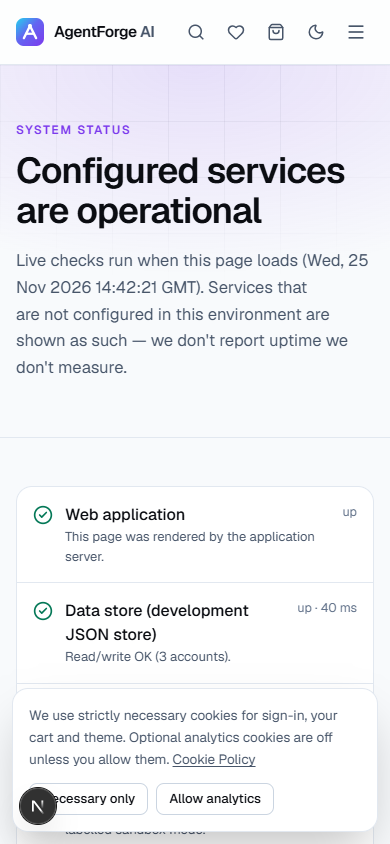 AgentForge AI
SYSTEM STATUS
Configured services
are operational
Live checks run when this page loads (Wed, 25
Nov 2026 14:42:21 GMT). Services that
are not configured in this environment are
shown as such — we don't report uptime we
don't measure.
Web application
up
This page was rendered by the application
server.
Data store (development
JSON store)
up · 40 ms
Read/write OK (3 accounts).
We use strictly necessary cookies for sign-in, your
cart and theme. Optional analytics cookies are off
unless you allow them. Cookie Policy
ecessary only
Allow analytics
N